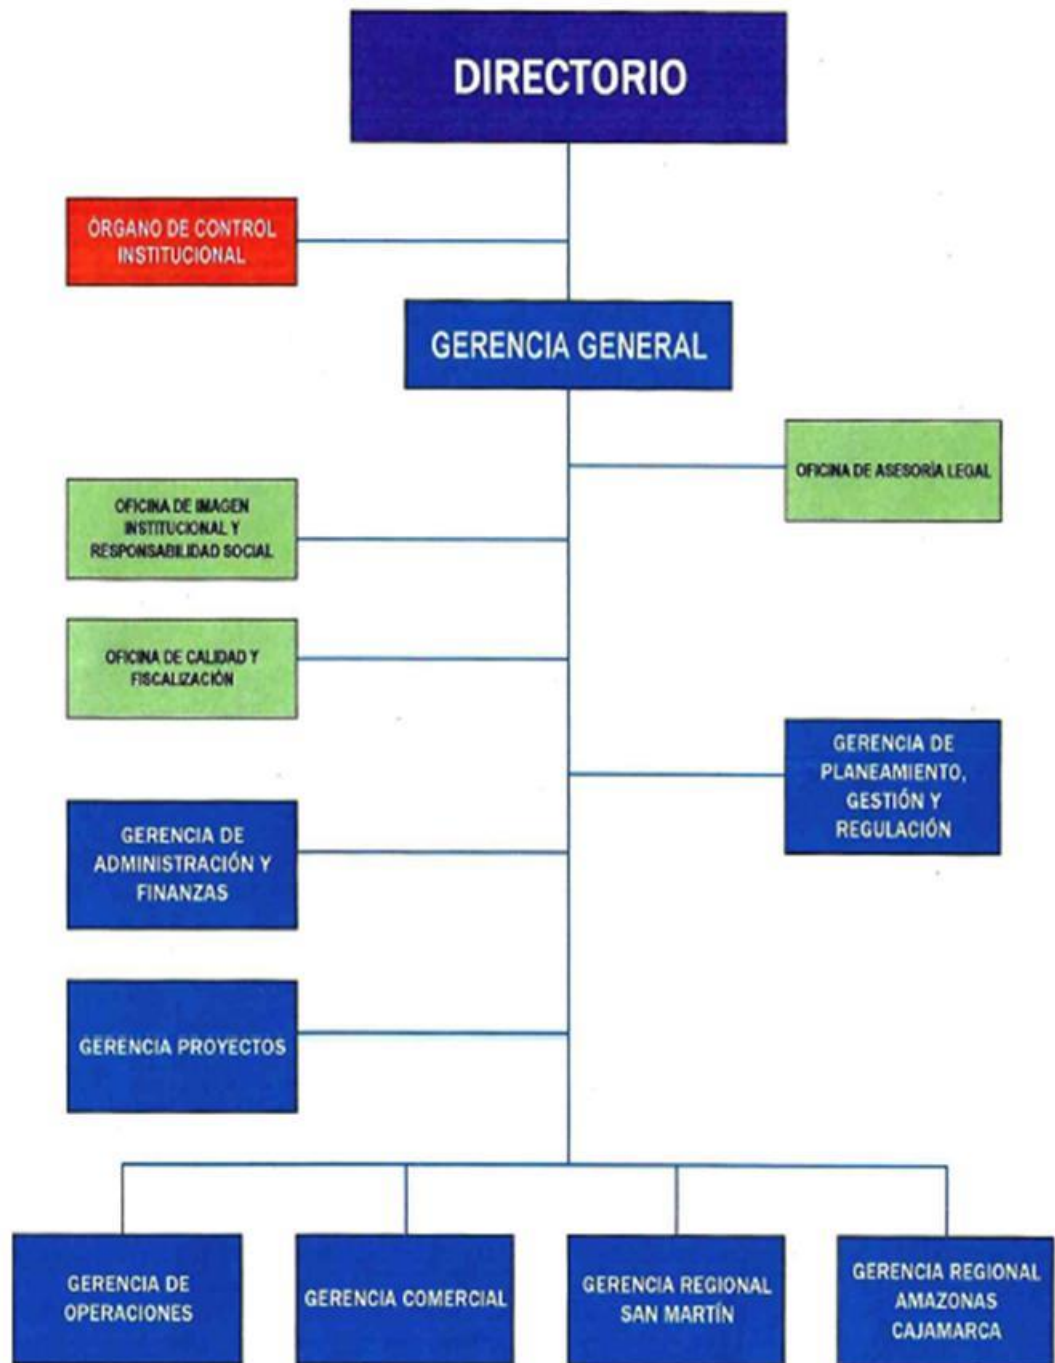 DIRECTORIO
ÓRGANO DE CONTROL
INSTITUCIONAL
GERENCIA GENERAL
OFICINA DE ASESORÍA LEGAL
OFICINA DE IMAGEN
INSTITUCIONAL Y
RESPONSABILIDAD SOCIAL
OFICINA DE CALIDAD Y
FISCALIZACIÓN
GERENCIA DE
PLANEAMIENTO,
GESTIÓN Y
REGULACIÓN
GERENCIA DE
ADMINISTRACIÓN Y
FINANZAS
GERENCIA PROYECTOS
GERENCIA DE
OPERACIONES
GERENCIA COMERCIAL
GERENCIA REGIONAL
SAN MARTÍN
GERENCIA REGIONAL
AMAZONAS
CAJAMARCA